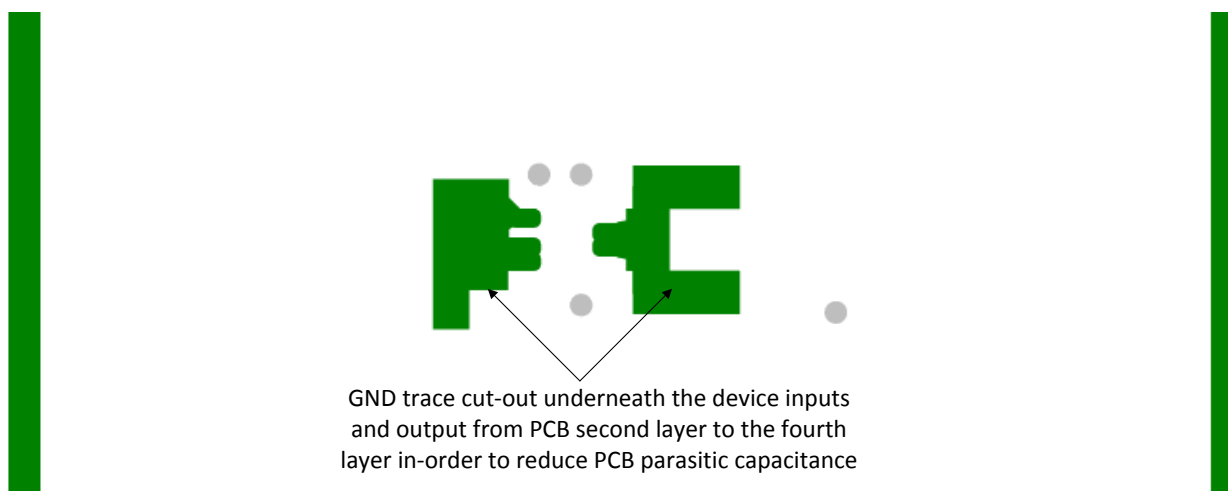 GND trace cut-out underneath the device inputs
and output from PCB second layer to the fourth
layer in-order to reduce PCB parasitic capacitance